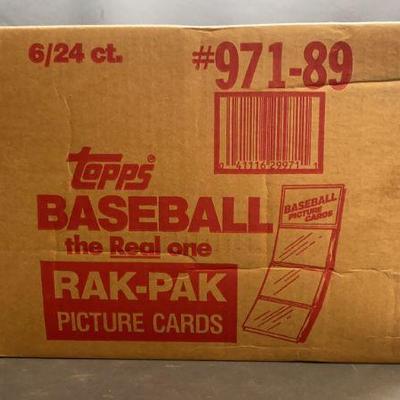 6/24 ct.
#971-89
0 41116 29971 1
Topps®
BASEBALL
the Real one
RAK-PAK
PICTURE CARDS
BASEBALL
PICTURE
CARDS